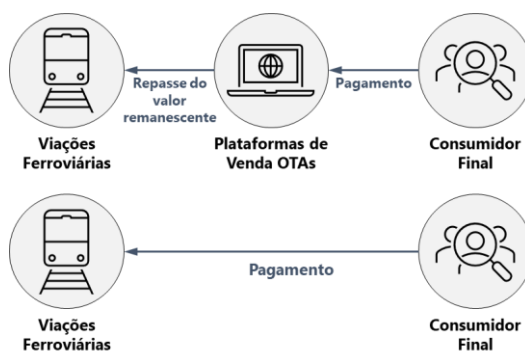 Repasse do
valor
remanescente
Pagamento
Viações
Ferroviárias
Plataformas de
Venda OTAs
Consumidor
Final
Pagamento
Viações
Ferroviárias
Consumidor
Final